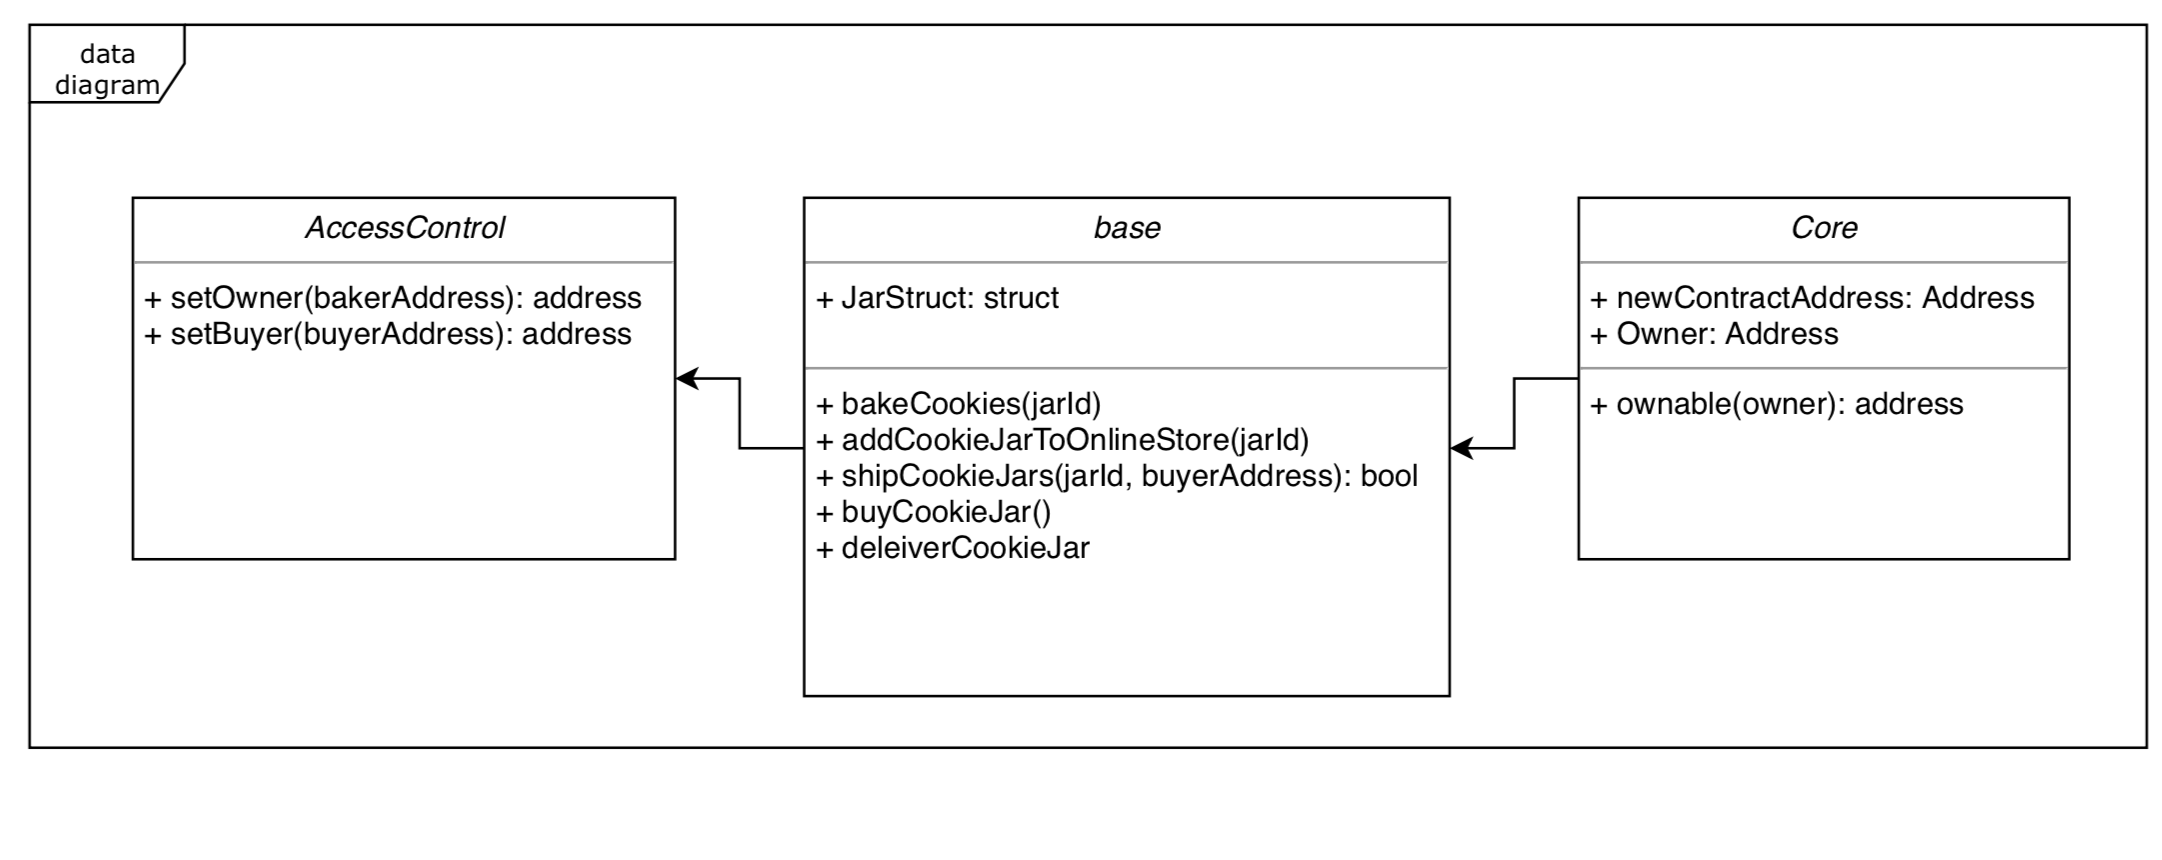 data
diagram
AccessControl
+ setOwner(bakerAddress): address
+ setBuyer(buyerAddress): address
base
+ JarStruct: struct
+ bakeCookies(jarId)
+ addCookieJarToOnlineStore(jarId)
+ shipCookieJars(jarId, buyerAddress): bool
+ buyCookieJar()
+ deleiverCookieJar
Core
+ newContractAddress: Address
+ Owner: Address
+ ownable(owner): address